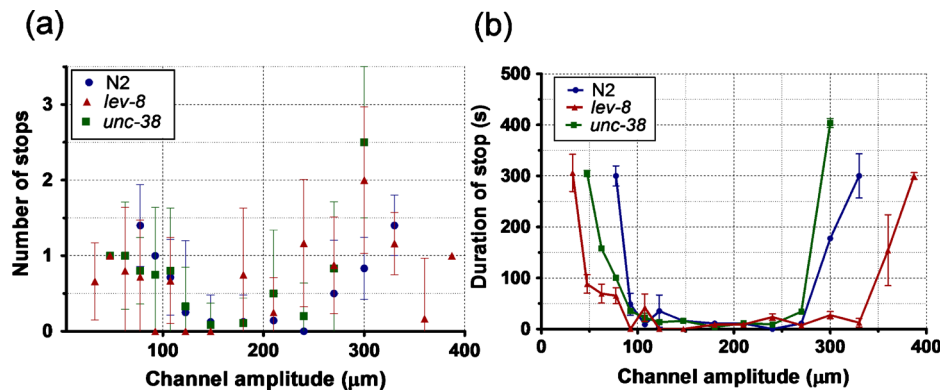 (a)
N2
lev-8
unc-38
Number of stops
3
2
1
0
100
200
300
400
Channel amplitude (µm)
(b)
N2
lev-8
unc-38
Duration of stop (s)
500
400
300
200
100
0
0
100
200
300
400
Channel amplitude (µm)